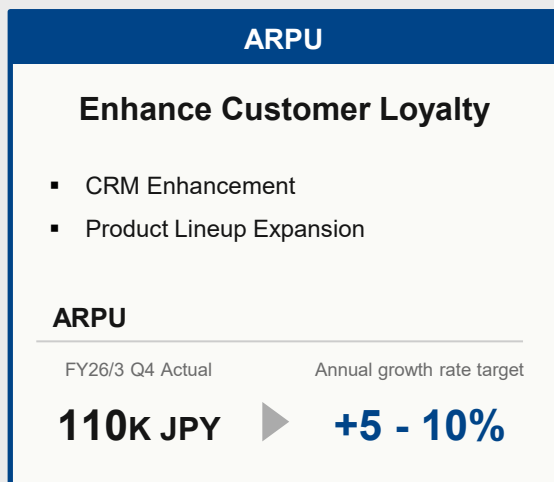 ARPU
Enhance Customer Loyalty
▪ CRM Enhancement
▪ Product Lineup Expansion
ARPU
FY26/3 Q4 Actual
Annual growth rate target
110K JPY
+5 - 10%